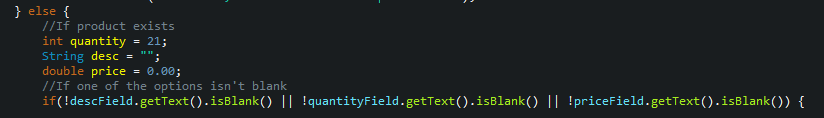 } else {
//If product exists
int quantity = 21;
String desc = "";
double price = 0.00;
//If one of the options isn't blank
if(!descField.getText().isBlank() || !quantityField.getText().isBlank() || !priceField.getText().isBlank()) {